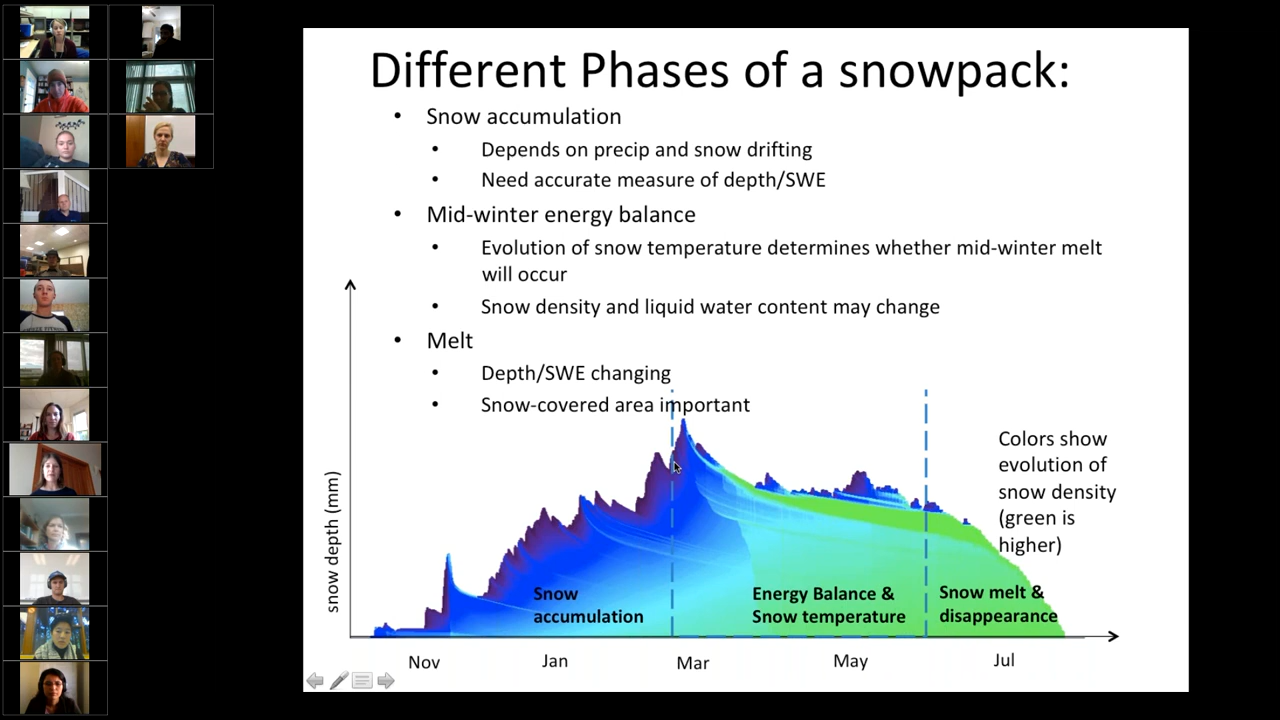 Different Phases of a snowpack:
• Snow accumulation
• Depends on precip and snow drifting
• Need accurate measure of depth/SWE
• Mid-winter energy balance
• Evolution of snow temperature determines whether mid-winter melt
will occur
• Snow density and liquid water content may change
• Melt
• Depth/SWE changing
• Snow-covered area important
Colors show
evolution of
snow density
(green is
higher)
snow depth (mm)
Snow
accumulation
Energy Balance &
Snow temperature
Snow melt &
disappearance
Nov
Jan
Mar
May
Jul